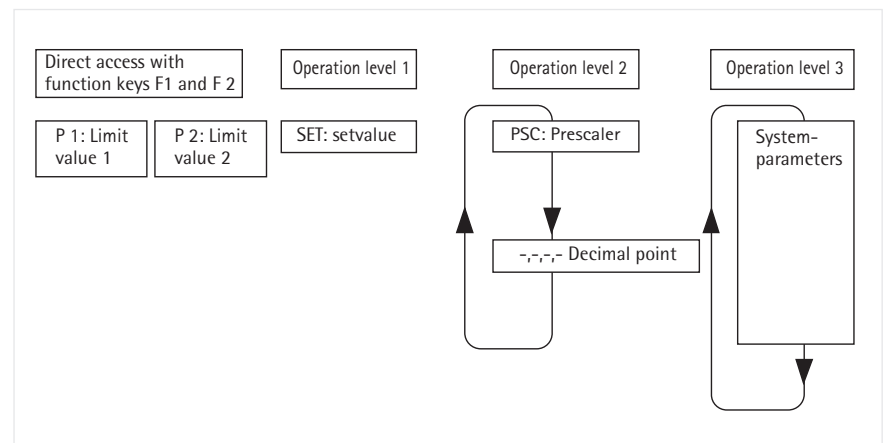 Direct access with
function keys F1 and F 2
Operation level 1
Operation level 2
Operation level 3
P 1: Limit
value 1
P 2: Limit
value 2
SET: setvalue
PSC: Prescaler
System-
parameters
-,-,-,- Decimal point